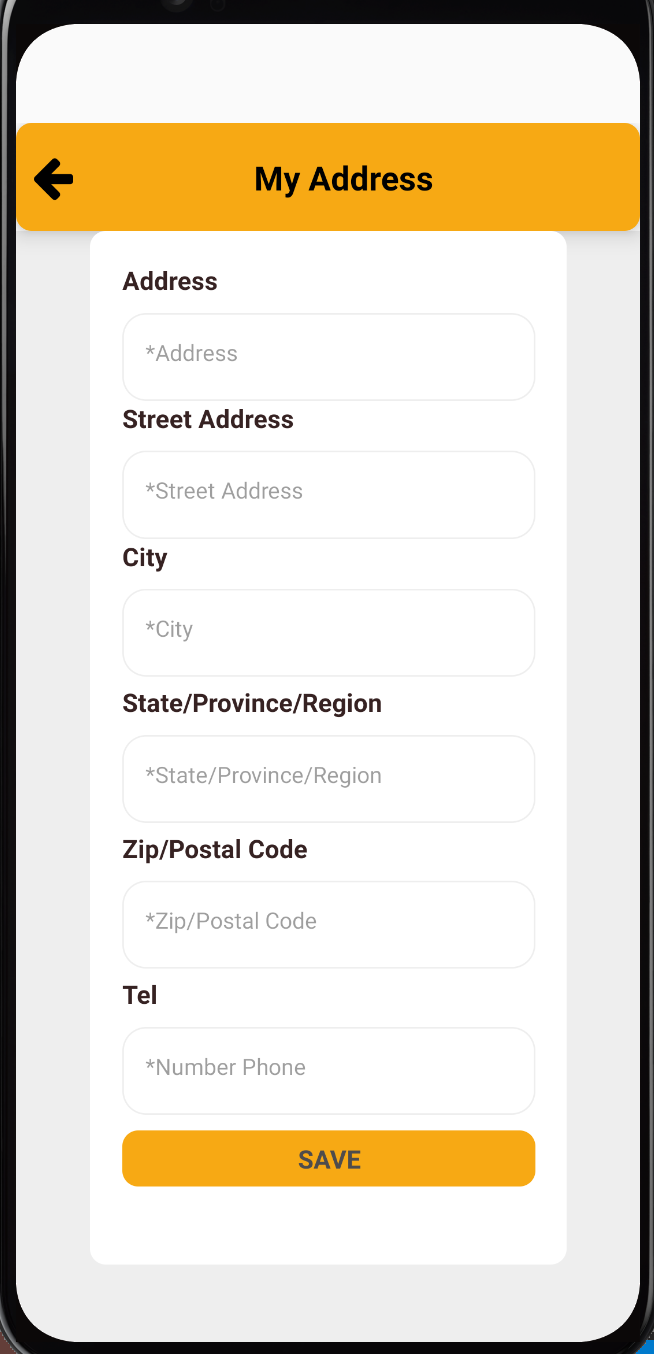 My Address
Address
*Address
Street Address
*Street Address
City
*City
State/Province/Region
*State/Province/Region
Zip/Postal Code
*Zip/Postal Code
Tel
*Number Phone
SAVE